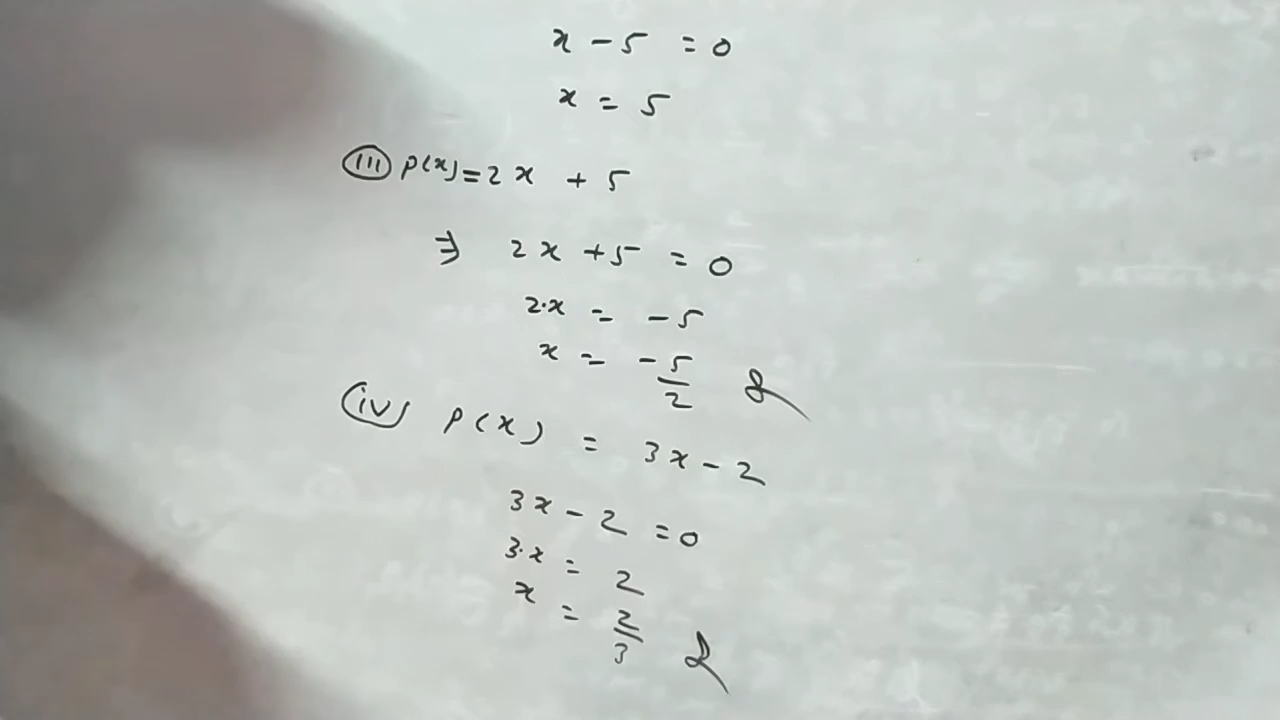 x - 5 = 0
x = 5
(iii) p(x) = 2x + 5
⇒ 2x + 5 = 0
2·x = -5
x = -5/2
(iv) p(x) = 3x - 2
3x - 2 = 0
3·x = 2
x = 2/3